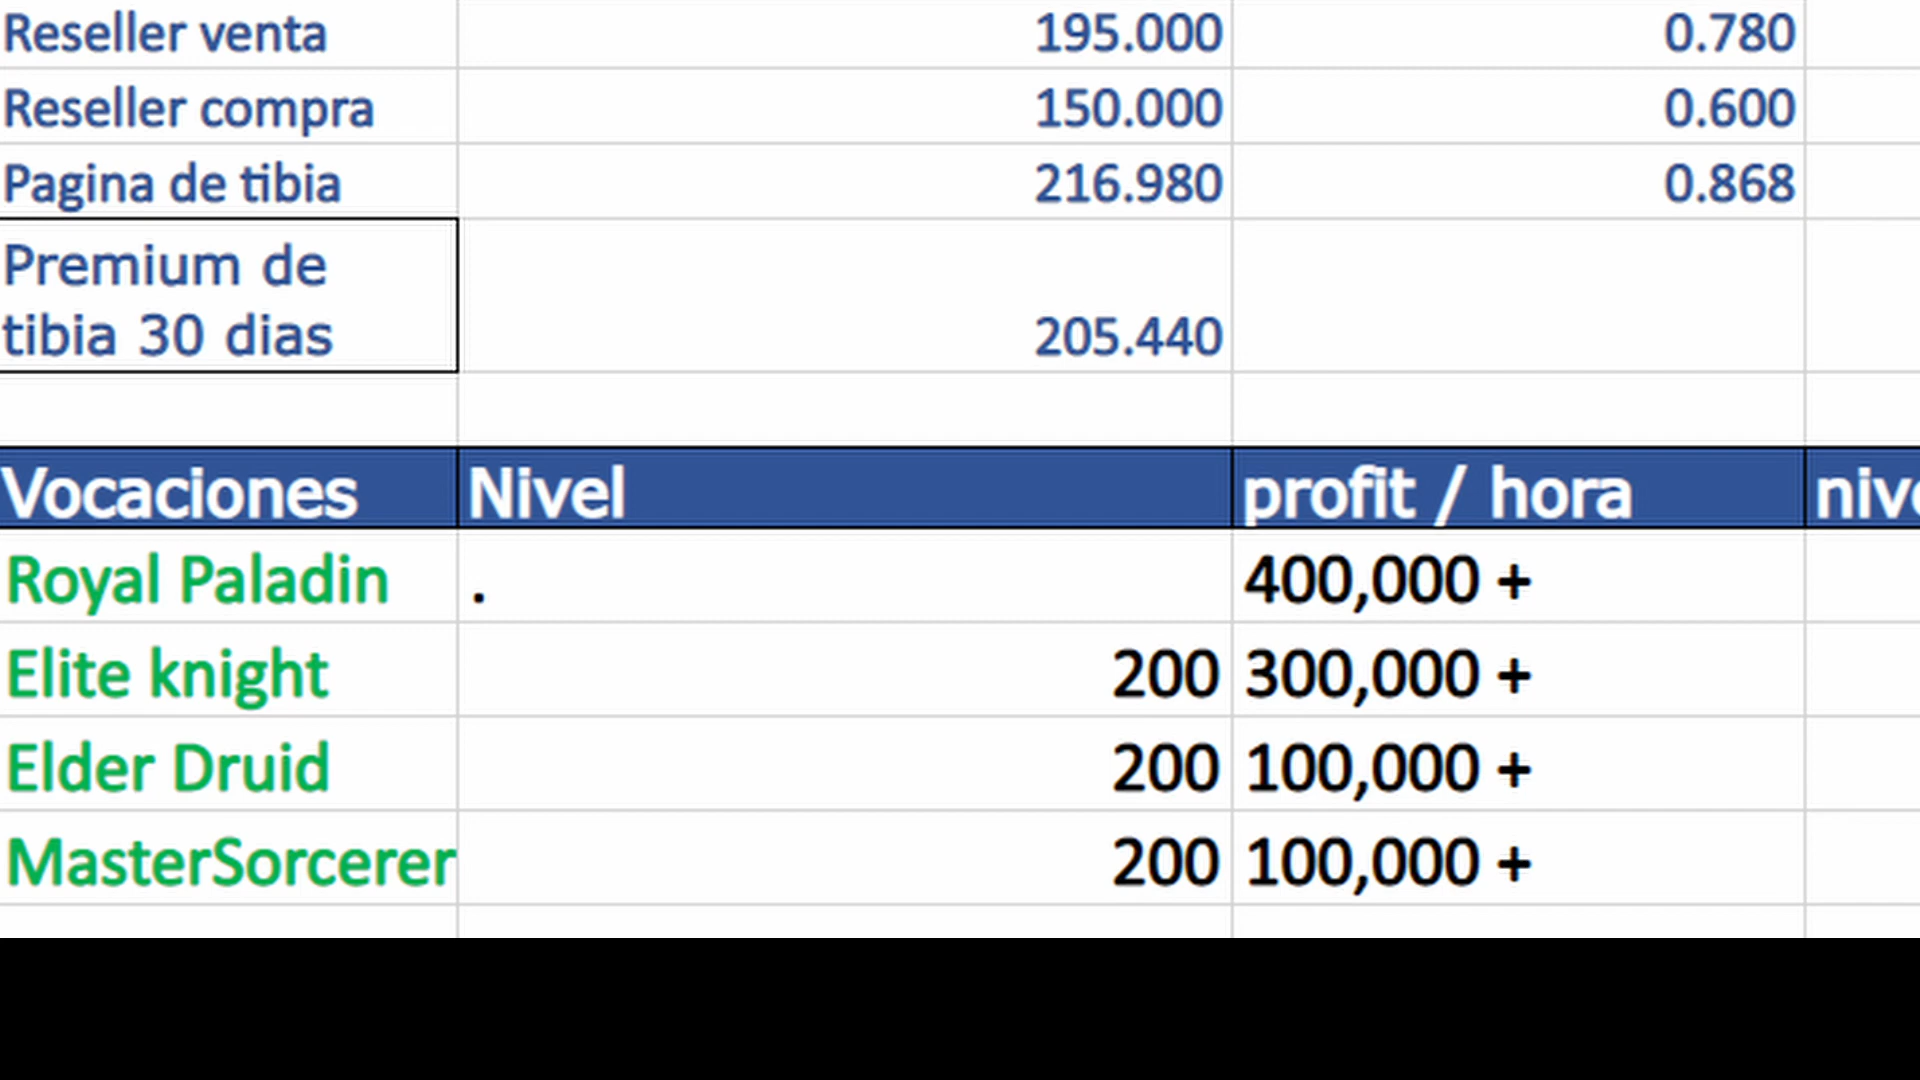 Reseller venta 195.000 0.780
Reseller compra 150.000 0.600
Pagina de tibia 216.980 0.868
Premium de
tibia 30 dias 205.440
Vocaciones Nivel profit / hora nive
Royal Paladin . 400,000 +
Elite knight 200 300,000 +
Elder Druid 200 100,000 +
MasterSorcerer 200 100,000 +